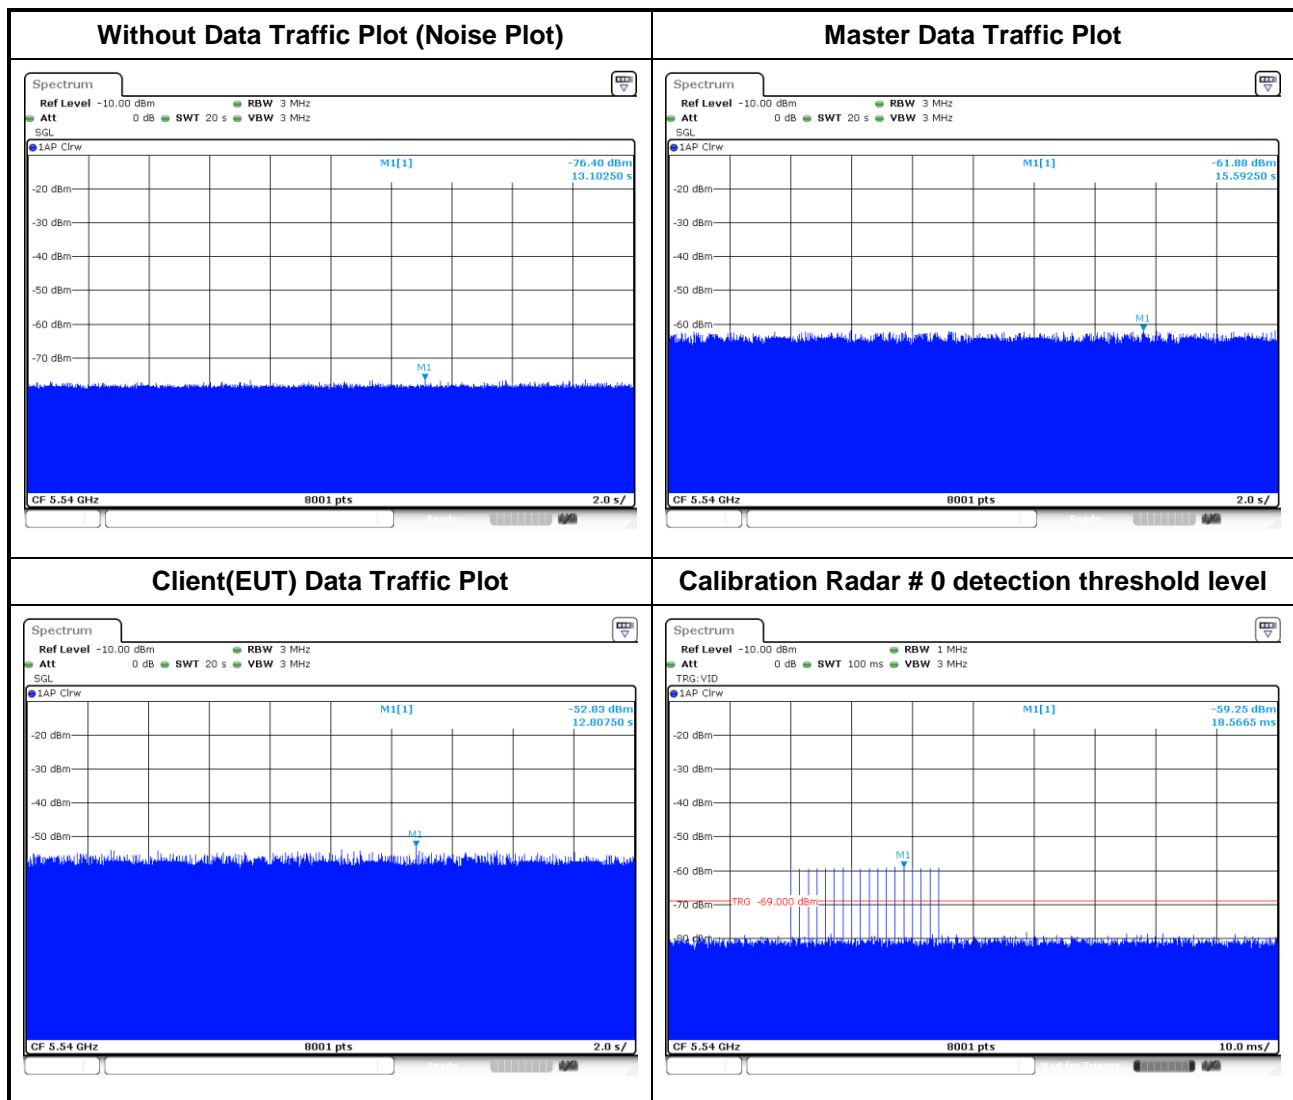 Without Data Traffic Plot (Noise Plot)
Spectrum
Ref Level -10.00 dBm RBW 3 MHz
Att 0 dB SWT 20 s VBW 3 MHz
SGL
1AP Clrw
M1[1] -76.40 dBm
13.10250 s
-20 dBm
-30 dBm
-40 dBm
-50 dBm
-60 dBm
-70 dBm
M1
CF 5.54 GHz 8001 pts 2.0 s/
Ready
Master Data Traffic Plot
Spectrum
Ref Level -10.00 dBm RBW 3 MHz
Att 0 dB SWT 20 s VBW 3 MHz
SGL
1AP Clrw
M1[1] -61.88 dBm
15.59250 s
-20 dBm
-30 dBm
-40 dBm
-50 dBm
-60 dBm
M1
CF 5.54 GHz 8001 pts 2.0 s/
Ready
Client(EUT) Data Traffic Plot
Spectrum
Ref Level -10.00 dBm RBW 3 MHz
Att 0 dB SWT 20 s VBW 3 MHz
SGL
1AP Clrw
M1[1] -52.83 dBm
12.80750 s
-20 dBm
-30 dBm
-40 dBm
-50 dBm
M1
CF 5.54 GHz 8001 pts 2.0 s/
Ready
Calibration Radar # 0 detection threshold level
Spectrum
Ref Level -10.00 dBm RBW 1 MHz
Att 0 dB SWT 100 ms VBW 3 MHz
TRG:VID
1AP Clrw
M1[1] -59.25 dBm
18.5665 ms
-20 dBm
-30 dBm
-40 dBm
-50 dBm
M1
-60 dBm
TRG -69.000 dBm
-70 dBm
-80 dBm
CF 5.54 GHz 8001 pts 10.0 ms/
Wait for Trigger